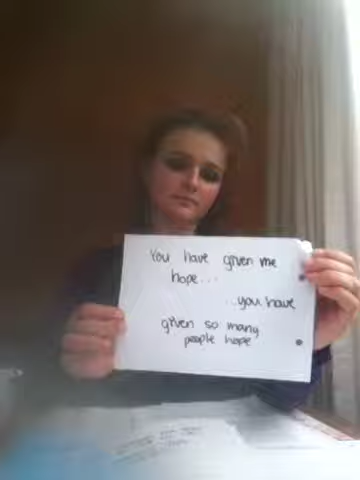 You have given me
hope...
...you have
given so many
people hope